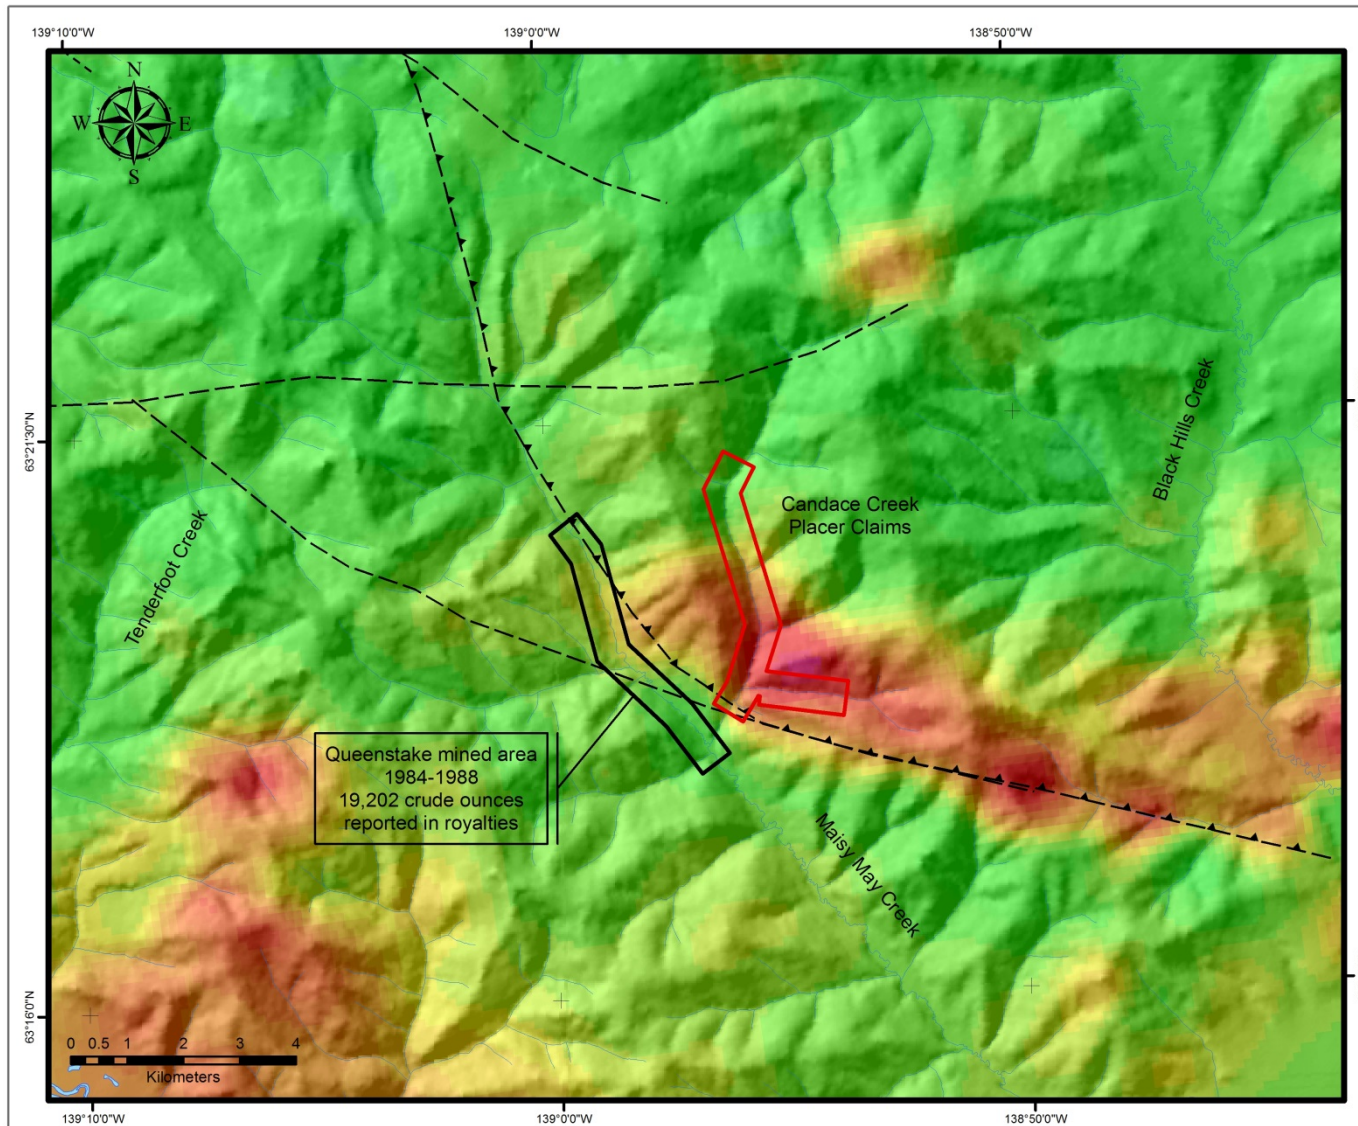 139°10'0"W
139°0'0"W
138°50'0"W
N
W
E
S
63°21'30"N
Candace Creek
Placer Claims
Black Hills Creek
Tenderfoot Creek
Queenstake mined area
1984-1988
19,202 crude ounces
reported in royalties
Maisy May Creek
63°16'0"N
0 0.5 1 2 3 4
Kilometers
139°10'0"W
139°0'0"W
138°50'0"W